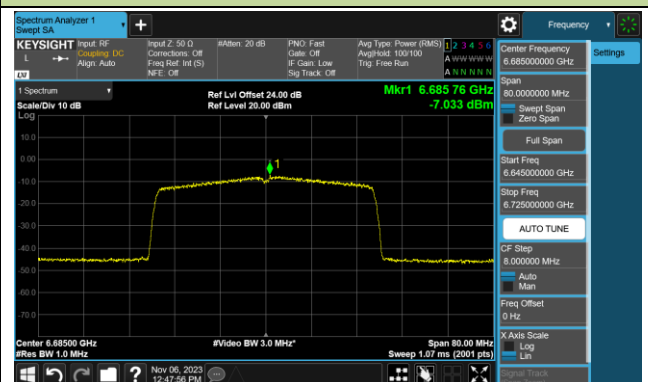 Spectrum Analyzer 1
Swept SA
Frequency
KEYSIGHT
Input: RF
Coupling: DC
Align: Auto
Input Z: 50 Ω
Corrections: Off
Freq Ref: Int (S)
NFE: Off
#Atten: 20 dB
PNO: Fast
Gate: Off
IF Gain: Low
Sig Track: Off
Avg Type: Power (RMS)
Avg|Hold: 100/100
Trig: Free Run
1 2 3 4 5 6
A W W W W W
A N N N N N
L
LXI
Center Frequency
6.685000000 GHz
Settings
Span
80.0000000 MHz
Swept Span
Zero Span
Full Span
Start Freq
6.645000000 GHz
Stop Freq
6.725000000 GHz
AUTO TUNE
CF Step
8.000000 MHz
Auto
Man
Freq Offset
0 Hz
X Axis Scale
Log
Lin
Signal Track
1 Spectrum
Scale/Div 10 dB
Log
Ref Lvl Offset 24.00 dB
Ref Level 20.00 dBm
Mkr1 6.685 76 GHz
-7.033 dBm
1
10.0
0.00
-10.0
-20.0
-30.0
-40.0
-50.0
-60.0
-70.0
Center 6.68500 GHz
#Res BW 1.0 MHz
#Video BW 3.0 MHz*
Span 80.00 MHz
Sweep 1.07 ms (2001 pts)
?
Nov 06, 2023
12:47:56 PM